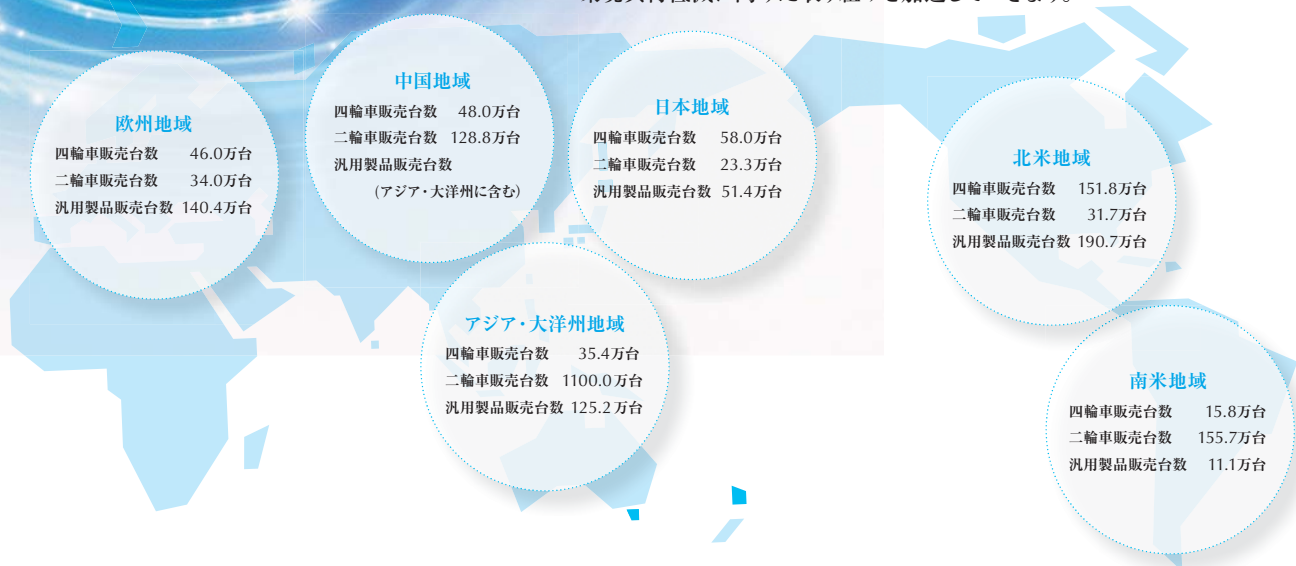 欧州地域
四輪車販売台数 46.0万台
二輪車販売台数 34.0万台
汎用製品販売台数 140.4万台
中国地域
四輪車販売台数 48.0万台
二輪車販売台数 128.8万台
汎用製品販売台数
(アジア・大洋州に含む)
日本地域
四輪車販売台数 58.0万台
二輪車販売台数 23.3万台
汎用製品販売台数 51.4万台
北米地域
四輪車販売台数 151.8万台
二輪車販売台数 31.7万台
汎用製品販売台数 190.7万台
アジア・大洋州地域
四輪車販売台数 35.4万台
二輪車販売台数 1100.0万台
汎用製品販売台数 125.2万台
南米地域
四輪車販売台数 15.8万台
二輪車販売台数 155.7万台
汎用製品販売台数 11.1万台